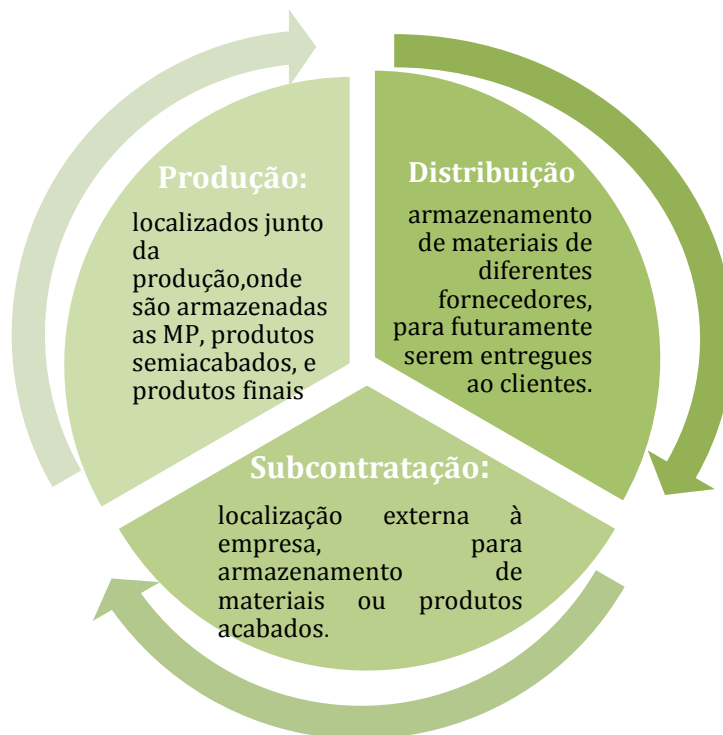 Produção:
localizados junto
da
produção,onde
são armazenadas
as MP, produtos
semiacabados, e
produtos finais
Distribuição
armazenamento
de materiais de
diferentes
fornecedores,
para futuramente
serem entregues
ao clientes.
Subcontratação:
localização externa à
empresa, para
armazenamento de
materiais ou produtos
acabados.